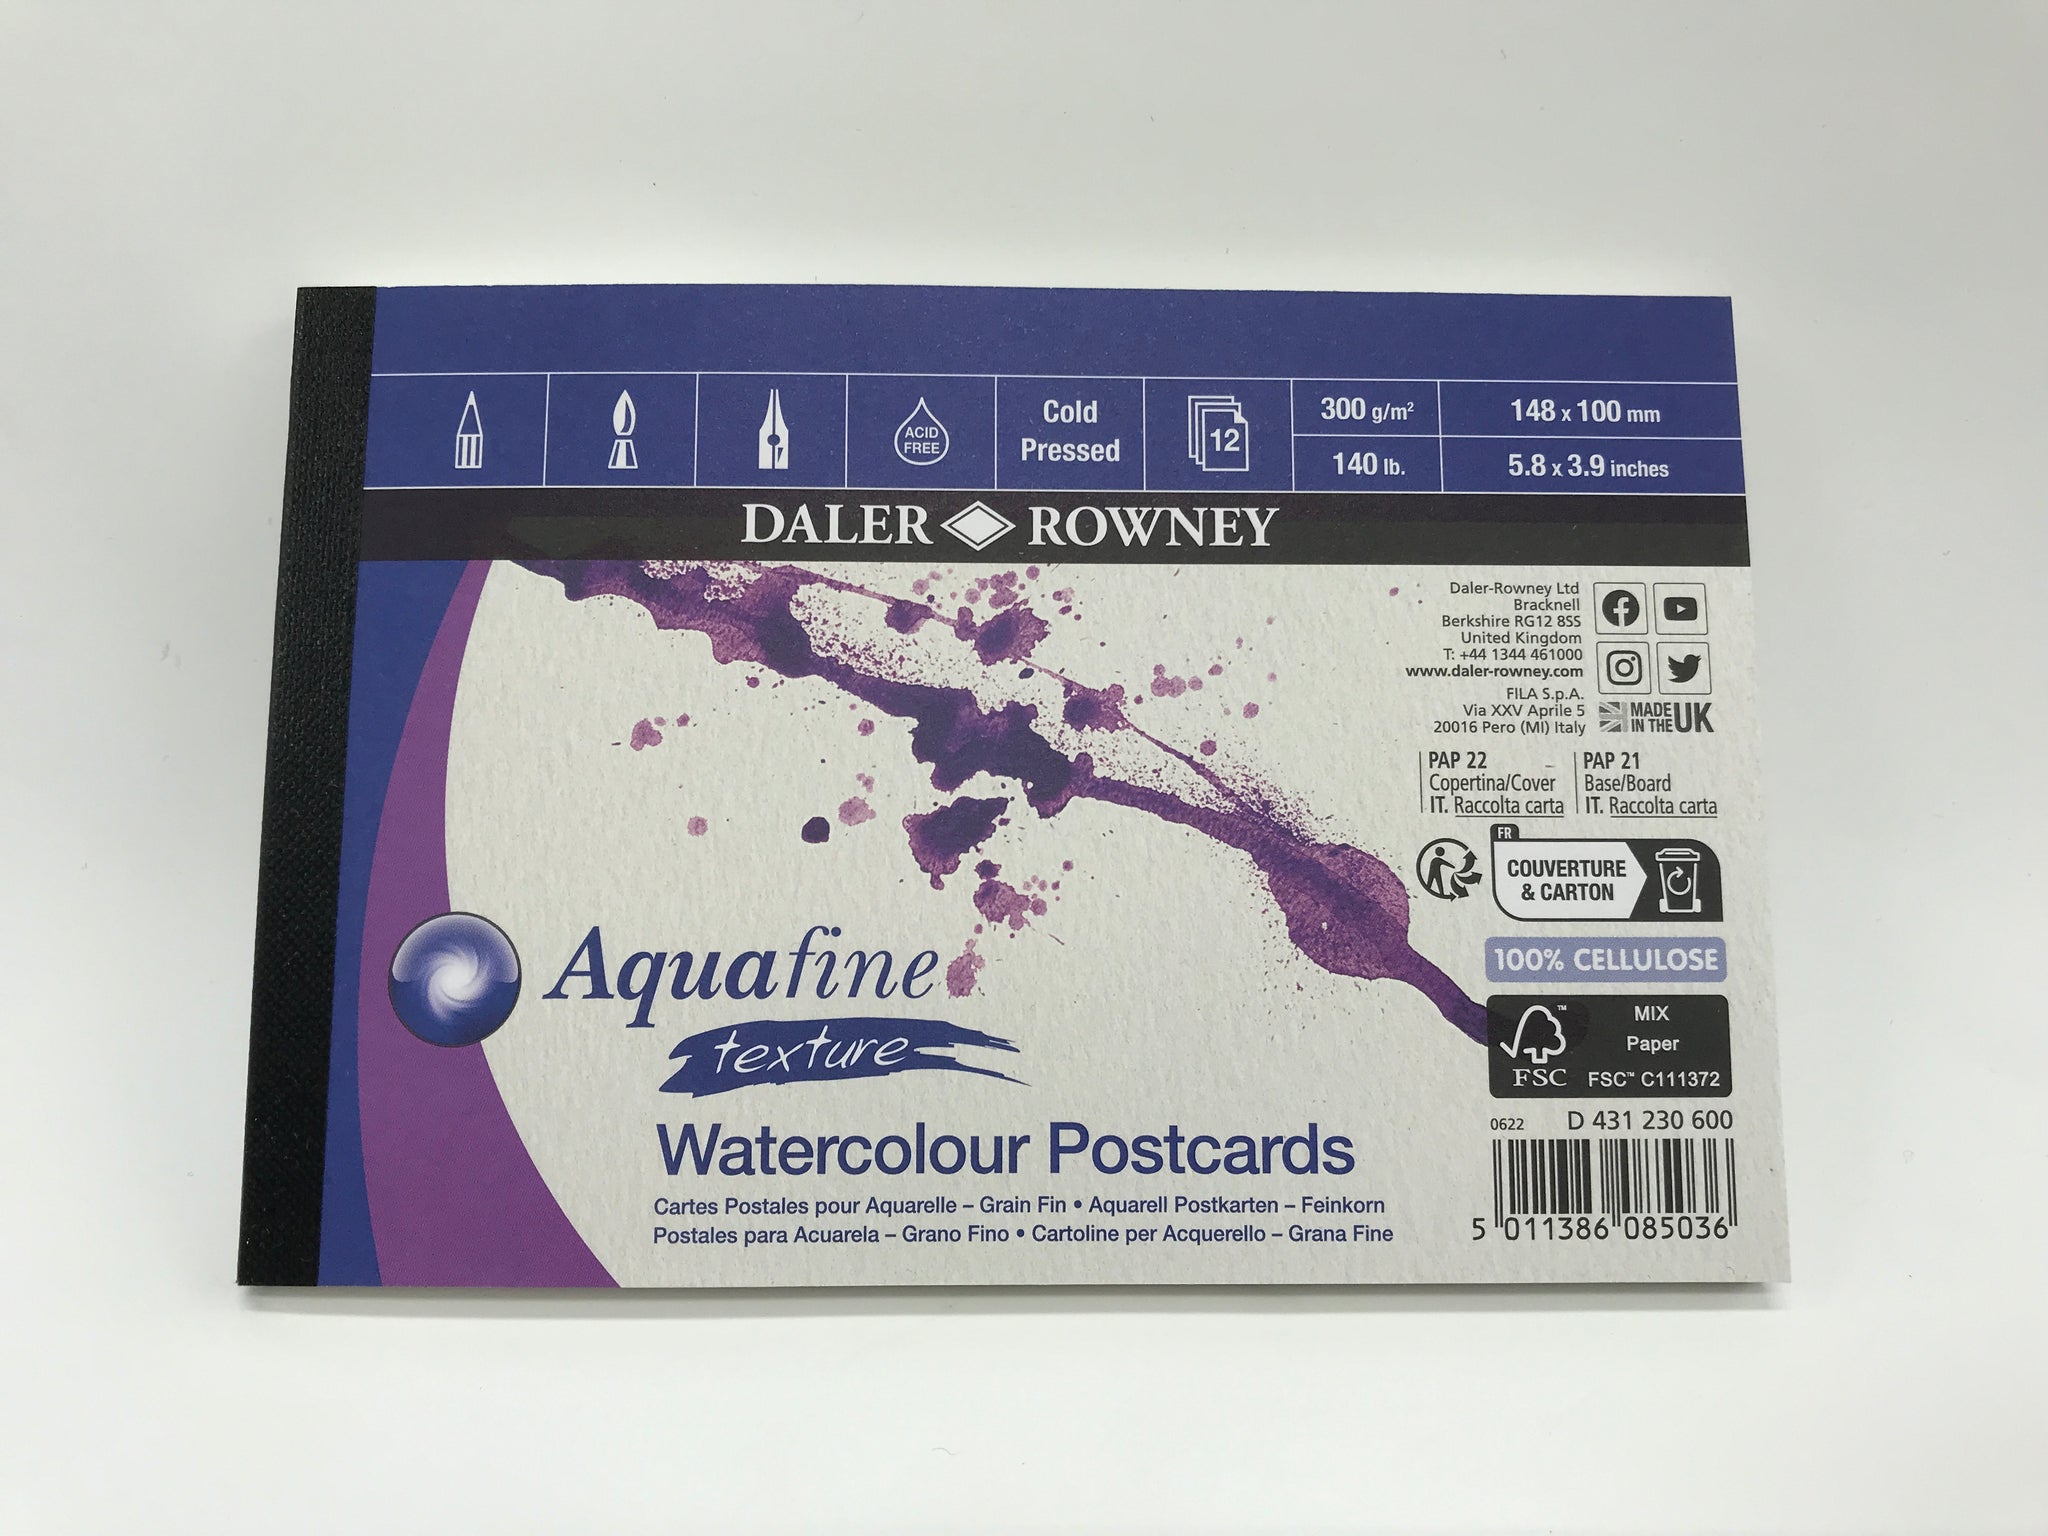 ACID
FREE
Cold
Pressed
12
300 g/m²
140 lb.
148 x 100 mm
5.8 x 3.9 inches
DALER ROWNEY
Daler-Rowney Ltd
Bracknell
Berkshire RG12 8SS
United Kingdom
T: +44 1344 461000
www.daler-rowney.com
FILA S.p.A.
Via XXV Aprile 5
20016 Pero (MI) Italy
MADE
IN THE UK
PAP 22
Copertina/Cover
IT. Raccolta carta
PAP 21
Base/Board
IT. Raccolta carta
FR
COUVERTURE
& CARTON
100% CELLULOSE
FSC™
MIX
Paper
FSC™ C111372
Aquafine
texture
Watercolour Postcards
Cartes Postales pour Aquarelle – Grain Fin • Aquarell Postkarten – Feinkorn
Postales para Acuarela – Grano Fino • Cartoline per Acquerello – Grana Fine
0622 D 431 230 600
5 011386 085036